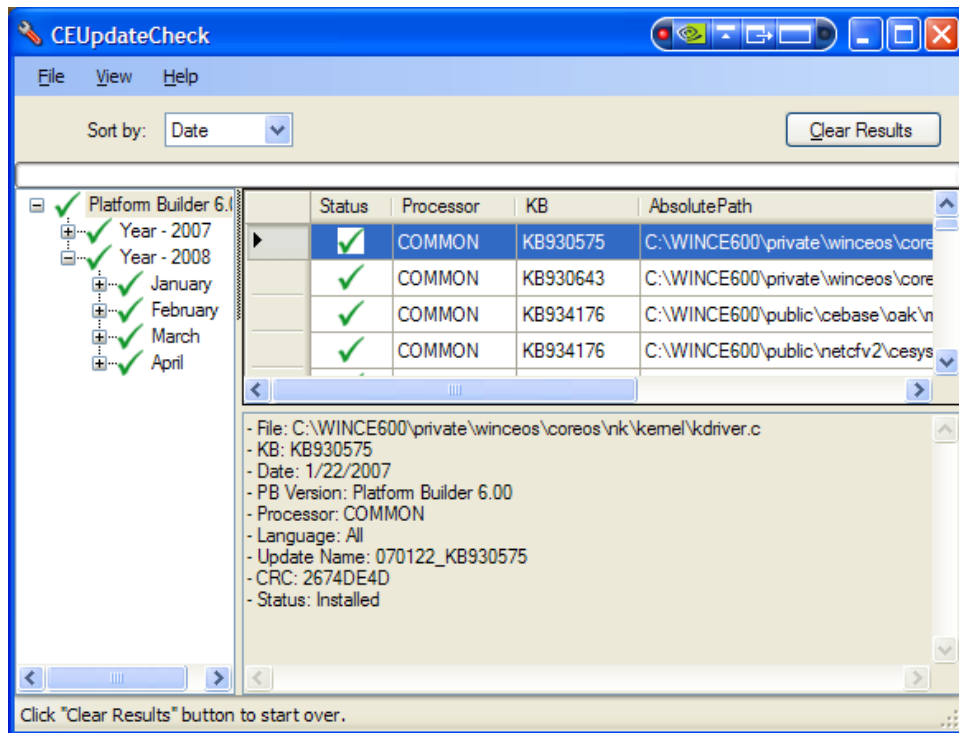 CEUpdateCheck
File View Help
Sort by: Date Clear Results
Platform Builder 6.0
Year - 2007
Year - 2008
January
February
March
April
Status Processor KB AbsolutePath
COMMON KB930575 C:\WINCE600\private\winceos\core
COMMON KB930643 C:\WINCE600\private\winceos\core
COMMON KB934176 C:\WINCE600\public\cebase\oak\
COMMON KB934176 C:\WINCE600\public\netcfv2\cesys
- File: C:\WINCE600\private\winceos\coreos\nk\kernel\kdriver.c
- KB: KB930575
- Date: 1/22/2007
- PB Version: Platform Builder 6.00
- Processor: COMMON
- Language: All
- Update Name: 070122_KB930575
- CRC: 2674DE4D
- Status: Installed
Click "Clear Results" button to start over.